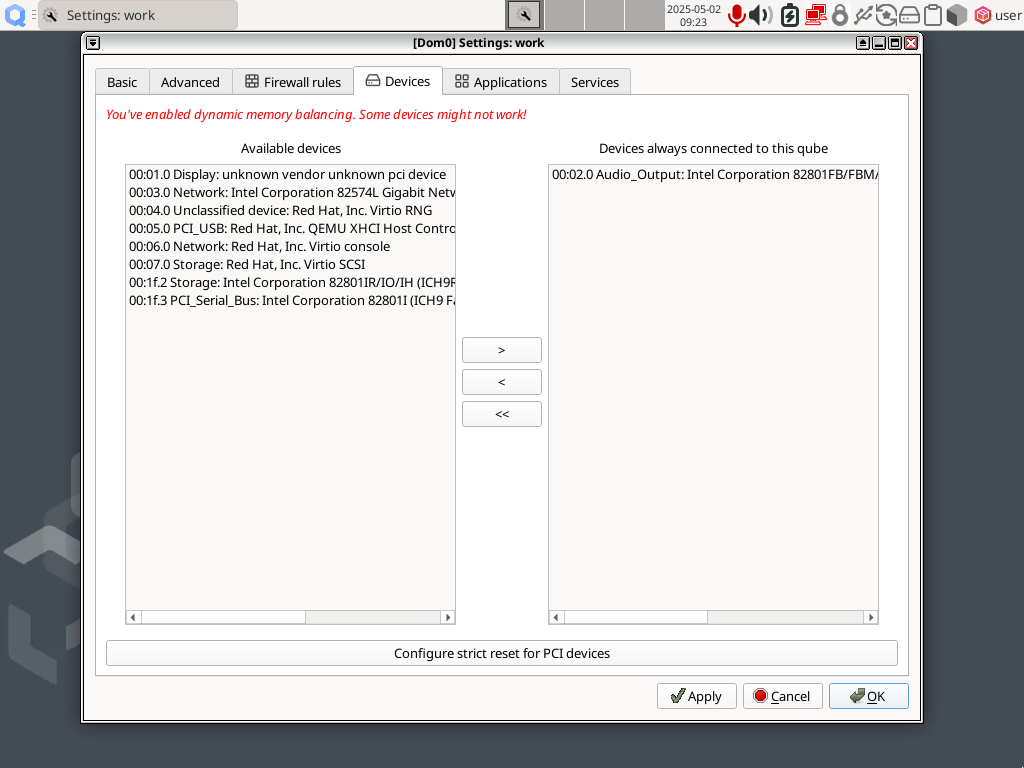 Settings: work
2025-05-02
09:23
user
[Dom0] Settings: work
Basic
Advanced
Firewall rules
Devices
Applications
Services
You've enabled dynamic memory balancing. Some devices might not work!
Available devices
Devices always connected to this qube
00:01.0 Display: unknown vendor unknown pci device
00:03.0 Network: Intel Corporation 82574L Gigabit Netw
00:04.0 Unclassified device: Red Hat, Inc. Virtio RNG
00:05.0 PCI_USB: Red Hat, Inc. QEMU XHCI Host Contro
00:06.0 Network: Red Hat, Inc. Virtio console
00:07.0 Storage: Red Hat, Inc. Virtio SCSI
00:1f.2 Storage: Intel Corporation 82801IR/IO/IH (ICH9R
00:1f.3 PCI_Serial_Bus: Intel Corporation 82801I (ICH9 Fa
00:02.0 Audio_Output: Intel Corporation 82801FB/FBM/
>
<
<<
Configure strict reset for PCI devices
Apply
Cancel
OK